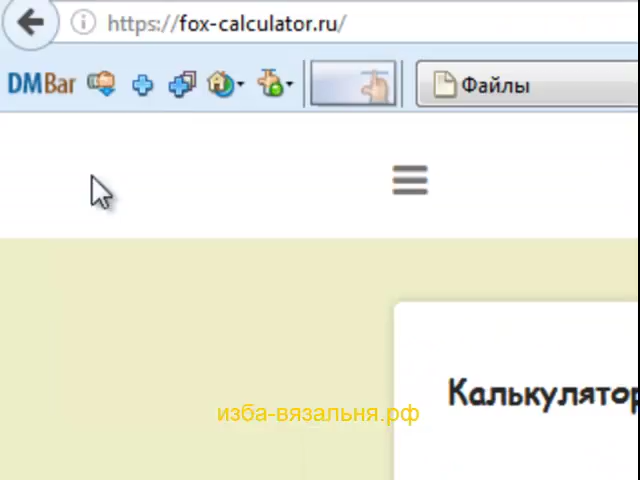 https://fox-calculator.ru/
DMBar
Файлы
Калькулятор
изба-вязальня.рф